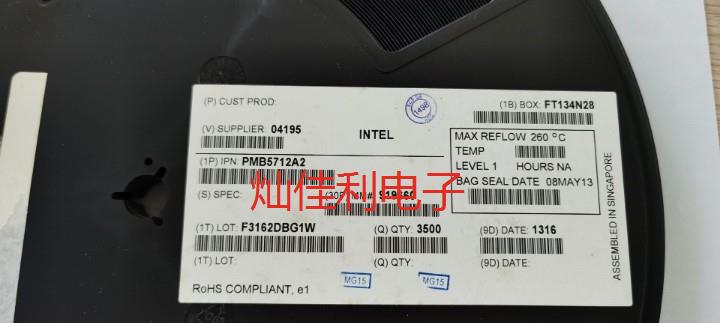 (P) CUST PROD:
(1B) BOX: FT134N28
(V) SUPPLIER: 04195
INTEL
MAX REFLOW 260 °C
TEMP
LEVEL 1 HOURS NA
BAG SEAL DATE 08MAY13
(1P) IPN: PMB5712A2
(S) SPEC:
灿佳利电子
(1T) LOT: F3162DBG1W
(Q) QTY: 3500
(9D) DATE: 1316
(1T) LOT:
(Q) QTY:
(9D) DATE:
MG15
MG15
RoHS COMPLIANT, e1
ASSEMBLED IN SINGAPORE